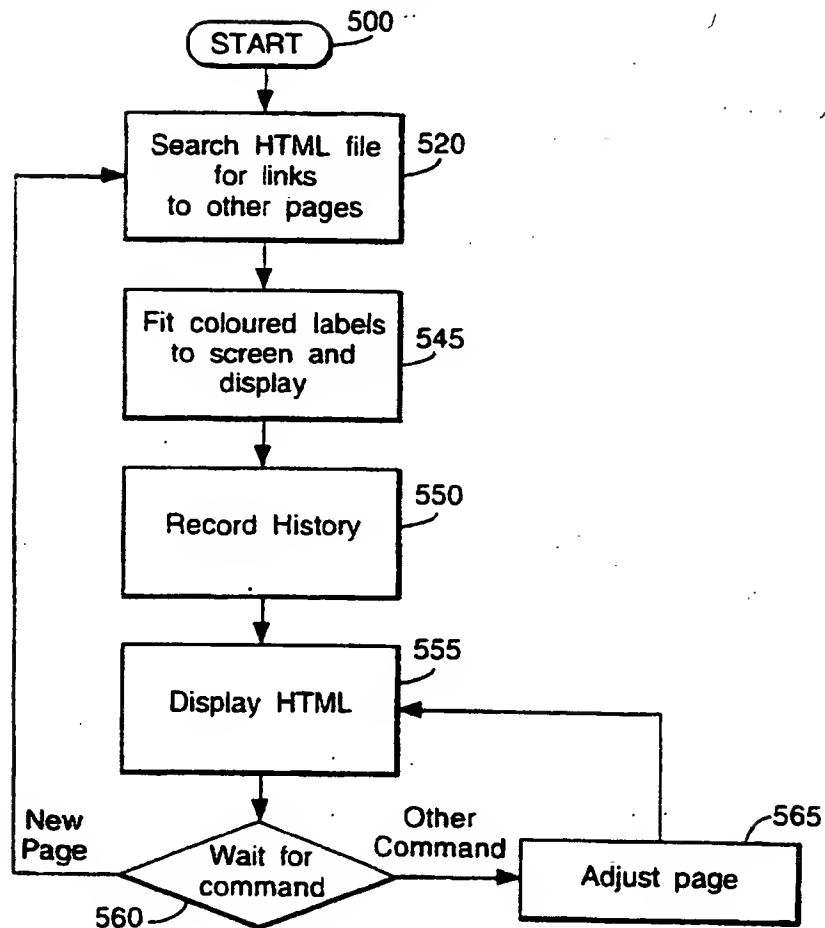 500
START
Search HTML file
for links
to other pages
520
Fit coloured labels
to screen and
display
545
Record History
550
555
Display HTML
New
Page
Wait for
command
Other
Command
565
Adjust page
560